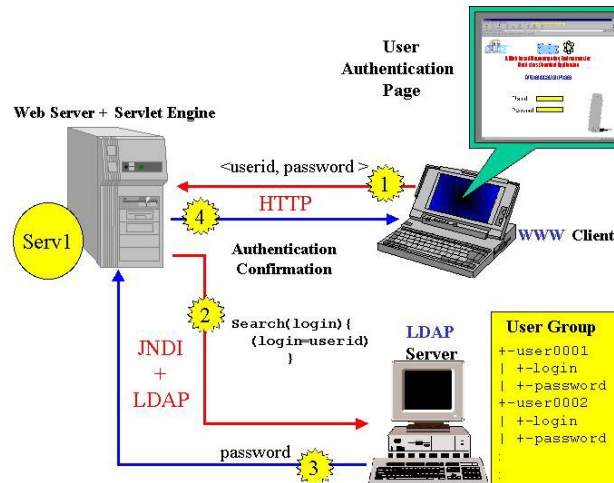 User
Authentication
Page
Web Server + Servlet Engine
<userid, password >
1
HTTP
4
Serv1
WWW Client
Authentication
Confirmation
2
Search(login){
(login=userid)
}
JNDI
+
LDAP
LDAP
Server
User Group
+-user0001
| +-login
| +-password
+-user0002
| +-login
| +-password
:
:
password
3